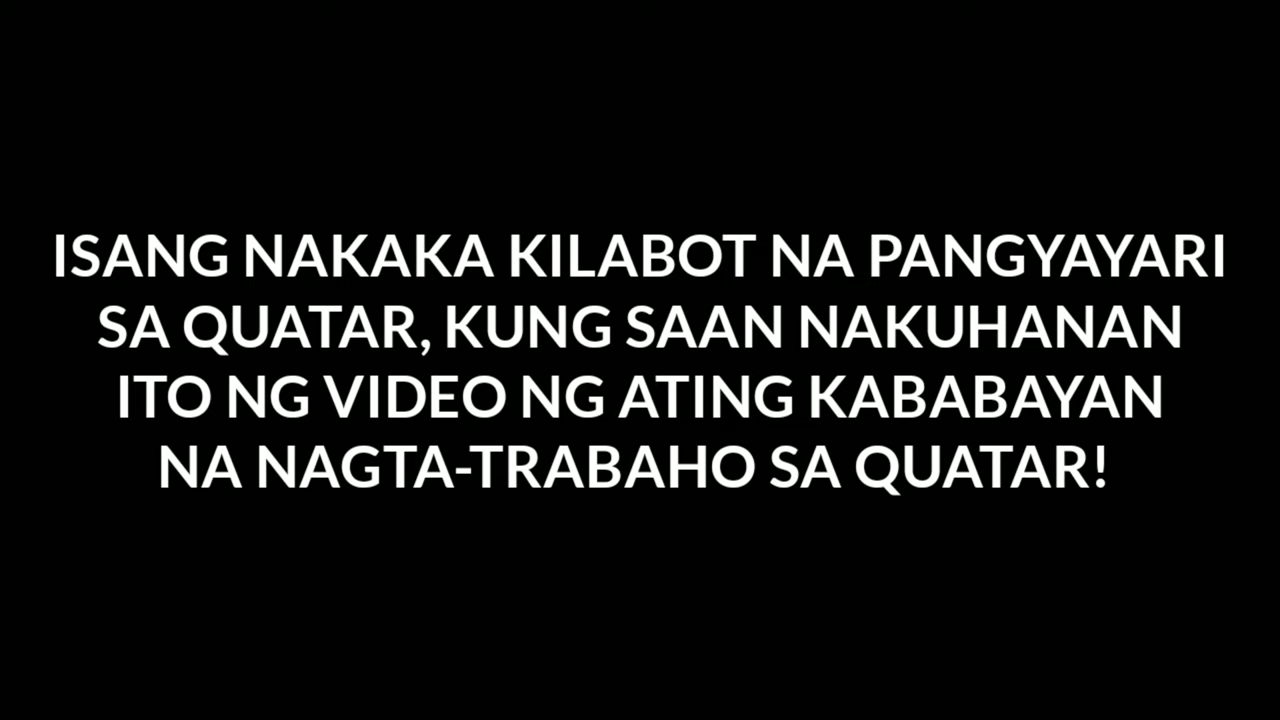 ISANG NAKAKA KILABOT NA PANGYAYARI
SA QUATAR, KUNG SAAN NAKUHANAN
ITO NG VIDEO NG ATING KABABAYAN
NA NAGTA-TRABAHO SA QUATAR!